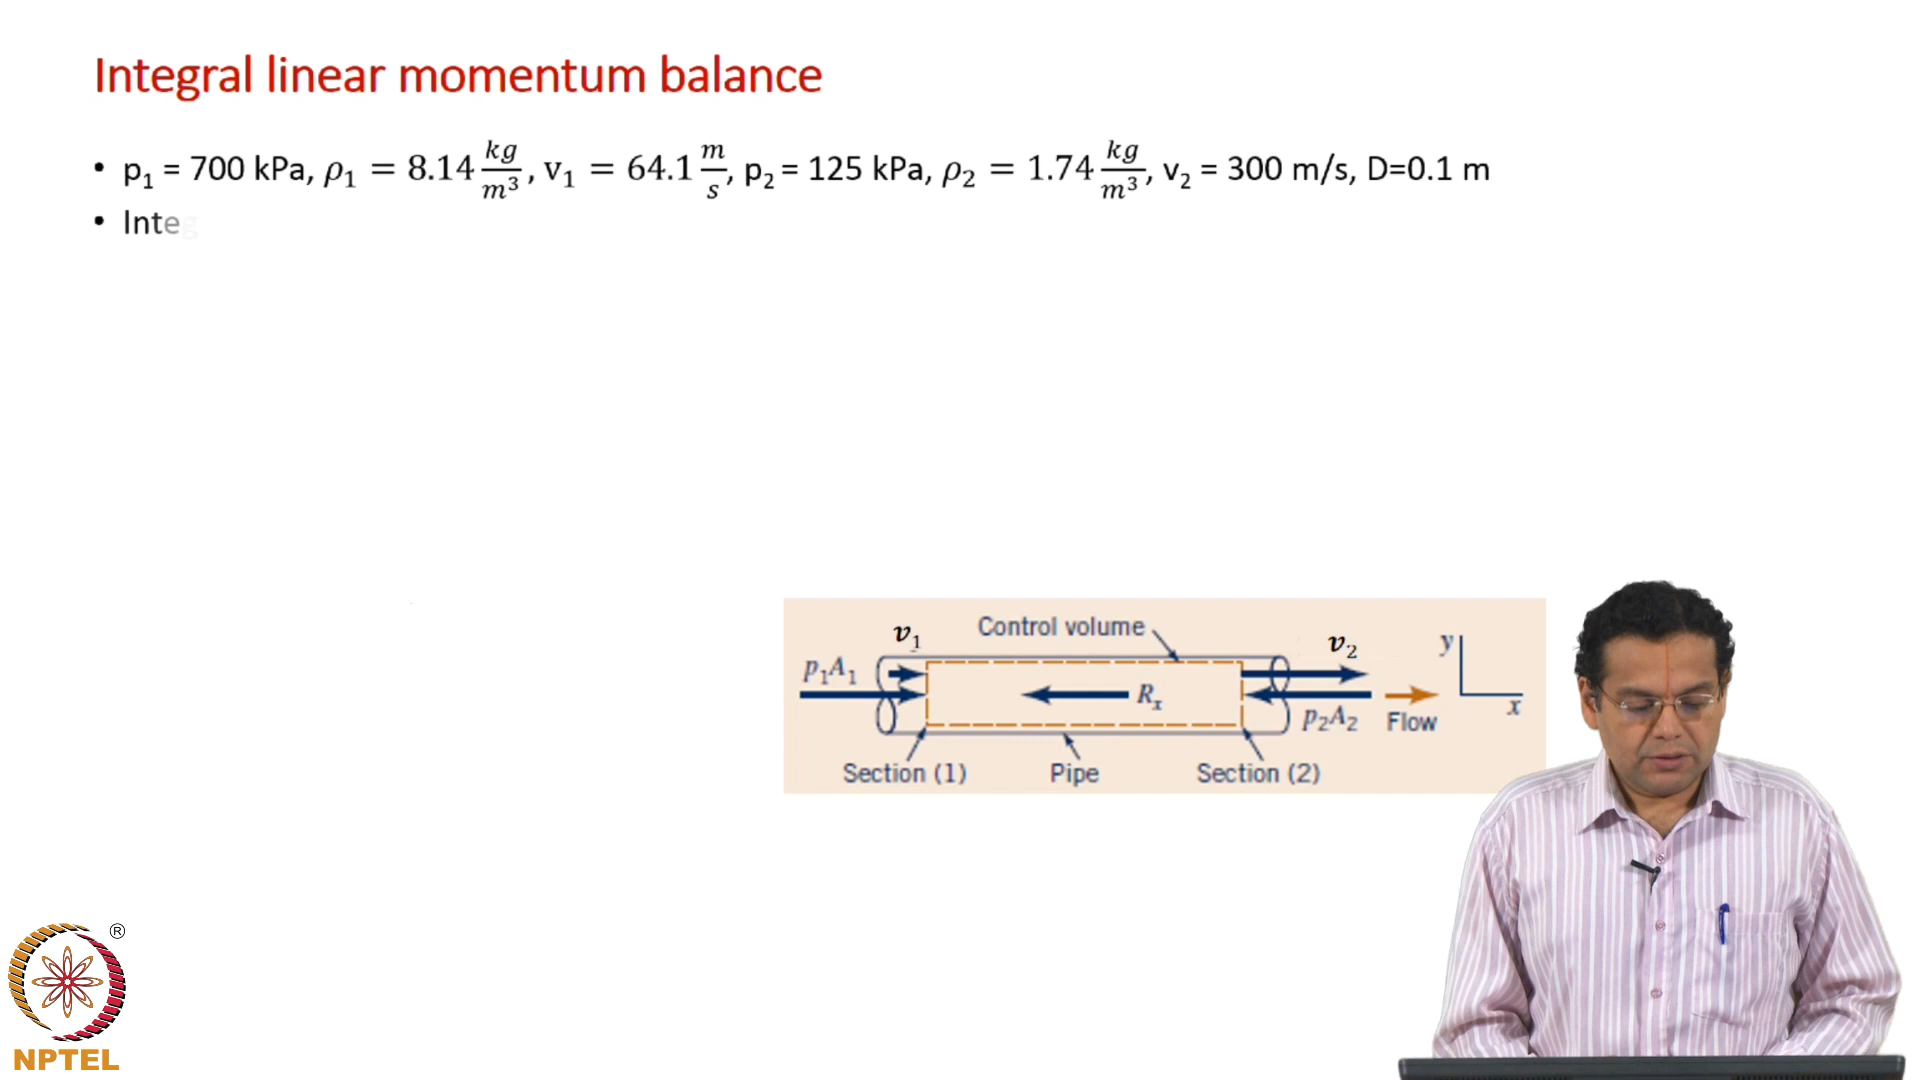 Integral linear momentum balance
• p₁ = 700 kPa, ρ₁ = 8.14 kg/m³, v₁ = 64.1 m/s, p₂ = 125 kPa, ρ₂ = 1.74 kg/m³, v₂ = 300 m/s, D=0.1 m
• Integ
v₁ Control volume v₂ y
p₁A₁ Rₓ x
p₂A₂ Flow
Section (1) Pipe Section (2)
®
NPTEL